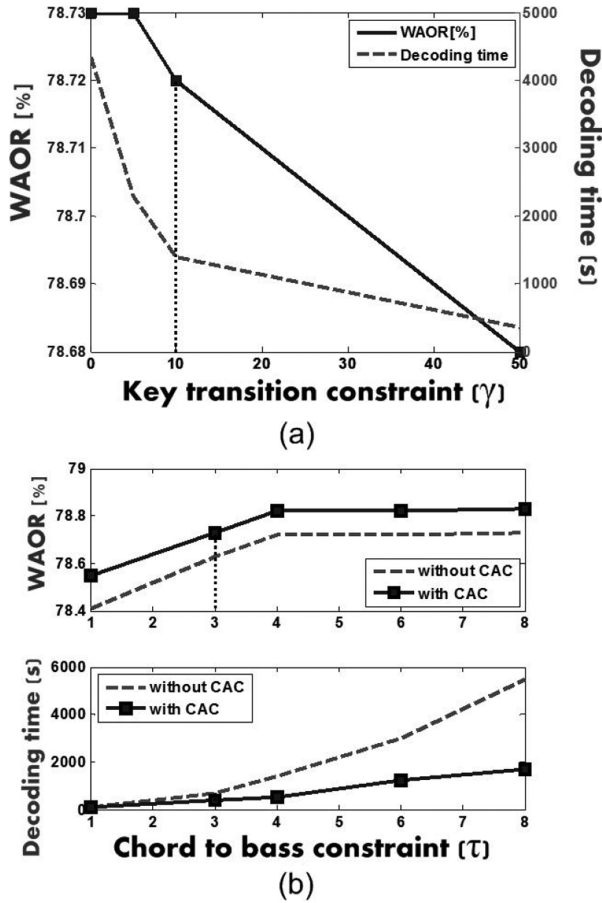 78.73
78.72
78.71
78.7
78.69
78.68
WAOR [%]
5000
4000
3000
2000
1000
0
Decoding time (s)
WAOR[%]
Decoding time
0 10 20 30 40 50
Key transition constraint (γ)
(a)
79
78.8
78.6
78.4
WAOR [%]
without CAC
with CAC
1 2 3 4 5 6 7 8
6000
4000
2000
0
Decoding time (s)
without CAC
with CAC
1 2 3 4 5 6 7 8
Chord to bass constraint (τ)
(b)